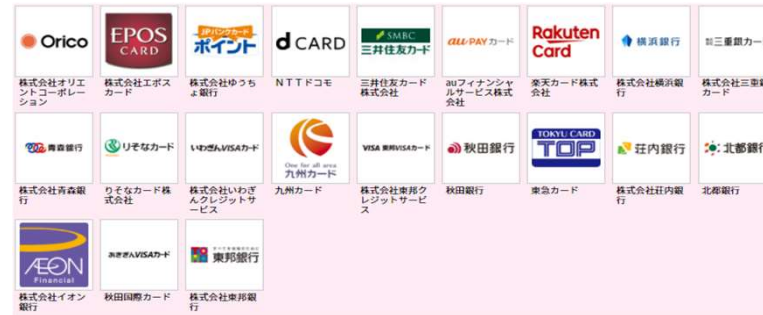 Orico
EPOS
CARD
JPバンクカード
ポイント
d CARD
SMBC
三井住友カード
au PAY カード
Rakuten
Card
横浜銀行
三重銀カー
株式会社オリエ
ントコーポレー
ション
株式会社エポス
カード
株式会社ゆうち
ょ銀行
NTTドコモ
三井住友カード
株式会社
auフィナンシャ
ルサービス株式
会社
楽天カード株式
会社
株式会社横浜銀
行
株式会社三重銀
カード
青森銀行
りそなカード
いわぎんVISAカード
One for all area
九州カード
VISA 東邦VISAカード
秋田銀行
TOKYU CARD
TOP
荘内銀行
北都銀行
株式会社青森銀
行
りそなカード株
式会社
株式会社いわぎ
んクレジットサ
ービス
九州カード
株式会社東邦ク
レジットサービ
ス
秋田銀行
東急カード
株式会社荘内銀
行
北都銀行
AEON
Financial
あきぎんVISAカード
すべてを地域のために
東邦銀行
株式会社イオン
銀行
秋田国際カード
株式会社東邦銀
行